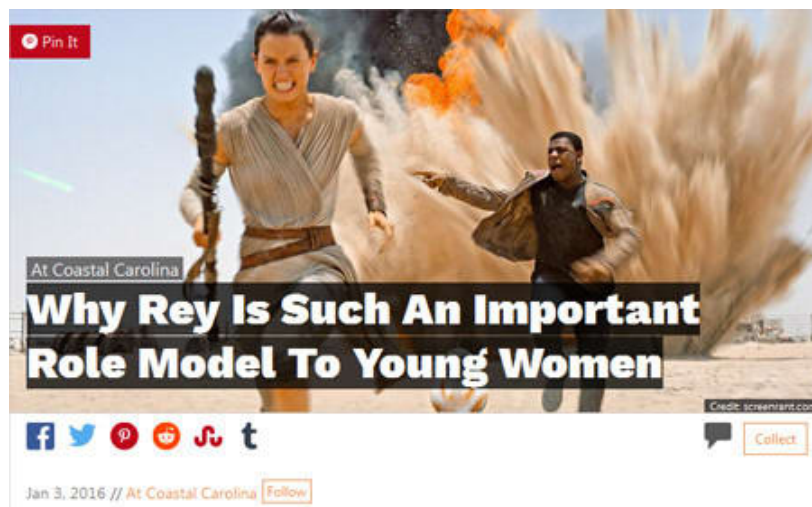 Pin It
At Coastal Carolina
Why Rey Is Such An Important
Role Model To Young Women
Credit: screenrant.com
Collect
Jan 3, 2016 // At Coastal Carolina Follow